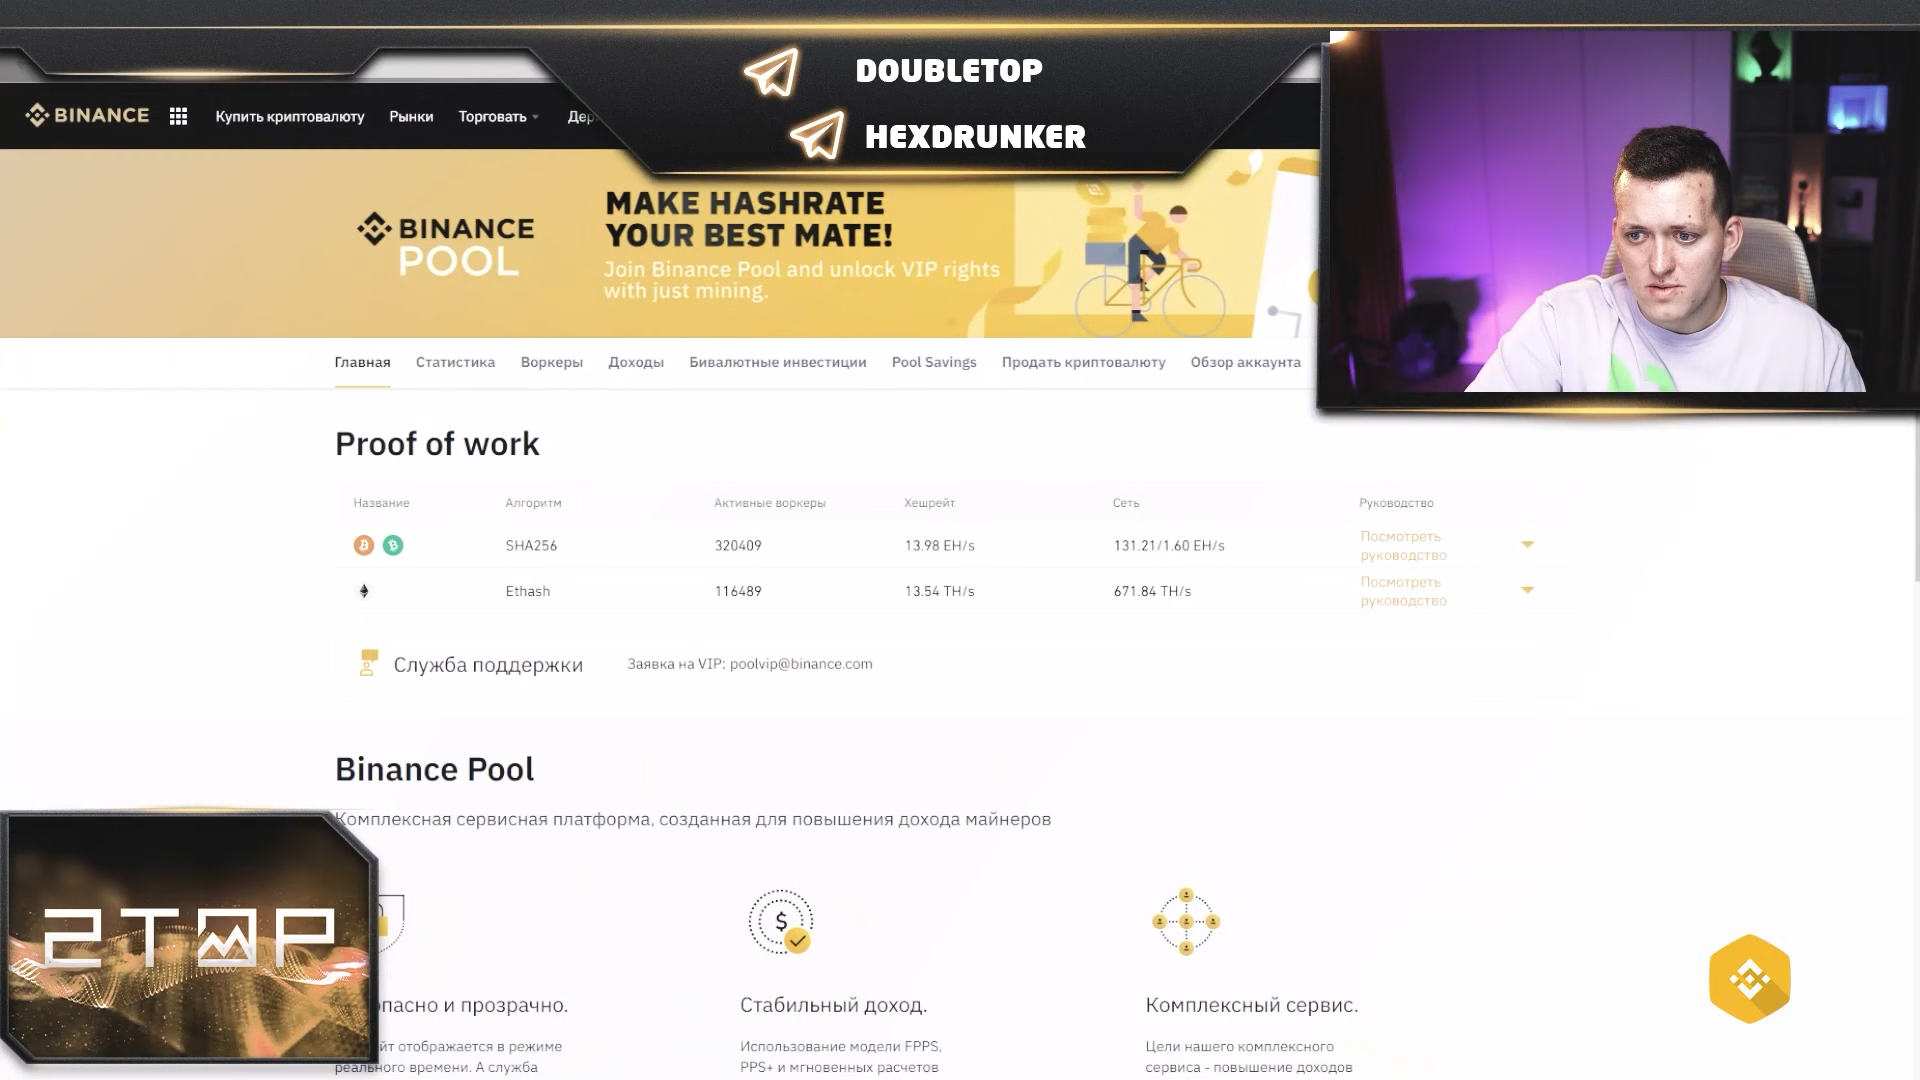 DOUBLETOP
HEXDRUNKER
BINANCE
Купить криптовалюту
Рынки
Торговать
BINANCE
POOL
MAKE HASHRATE
YOUR BEST MATE!
Join Binance Pool and unlock VIP rights
with just mining.
Главная
Статистика
Воркеры
Доходы
Бивалютные инвестиции
Pool Savings
Продать криптовалюту
Обзор аккаунта
Proof of work
Название Алгоритм Активные воркеры Хешрейт Сеть Руководство
SHA256 320409 13.98 EH/s 131.21/1.60 EH/s Посмотреть
руководство
Ethash 116489 13.54 TH/s 671.84 TH/s Посмотреть
руководство
Служба поддержки
Заявка на VIP: poolvip@binance.com
Binance Pool
Комплексная сервисная платформа, созданная для повышения дохода майнеров
2TOP
и прозрачно.
отображается в режиме
реального времени. А служба
Стабильный доход.
Использование модели FPPS,
PPS+ и мгновенных расчетов
Комплексный сервис.
Цели нашего комплексного
сервиса - повышение доходов